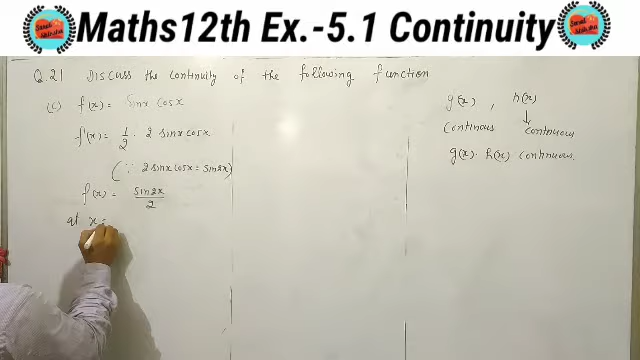 Maths12th Ex.-5.1 Continuity
Q.21 Discuss the continuity of the following function
(c) f(x) = Sinx cosx
f'(x) = 1/2 . 2 sinx cosx
(∵ 2 sinx cosx = sin2x)
f(x) = sin2x/2
at x =
g(x) , h(x)
Continous ↓ continuous
g(x) . h(x) continuous.